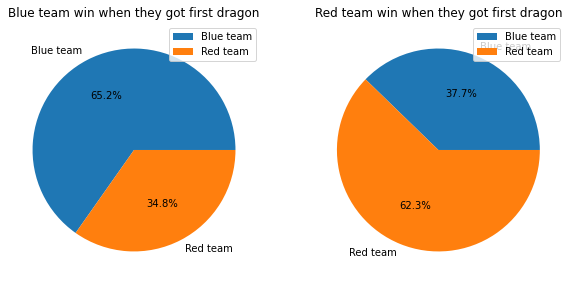 Blue team win when they got first dragon
Blue team
Red team
Blue team
65.2%
34.8%
Red team
Red team win when they got first dragon
Blue team
Red team
Blue team
37.7%
62.3%
Red team